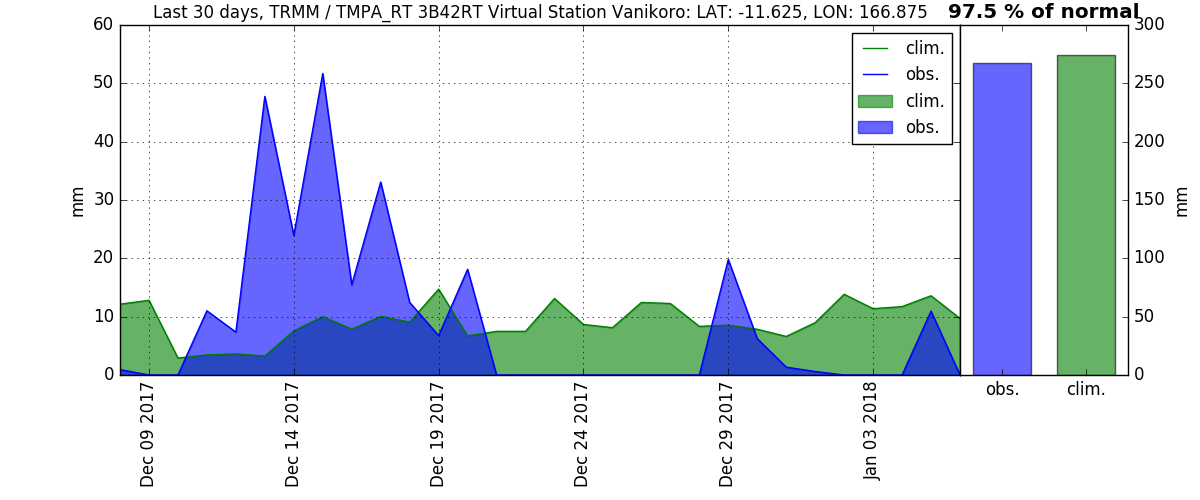 Last 30 days, TRMM / TMPA_RT 3B42RT Virtual Station Vanikoro: LAT: -11.625, LON: 166.875
97.5 % of normal
60
50
40
30
20
10
0
mm
clim.
obs.
clim.
obs.
300
250
200
150
100
50
0
mm
Dec 09 2017
Dec 14 2017
Dec 19 2017
Dec 24 2017
Dec 29 2017
Jan 03 2018
obs.
clim.